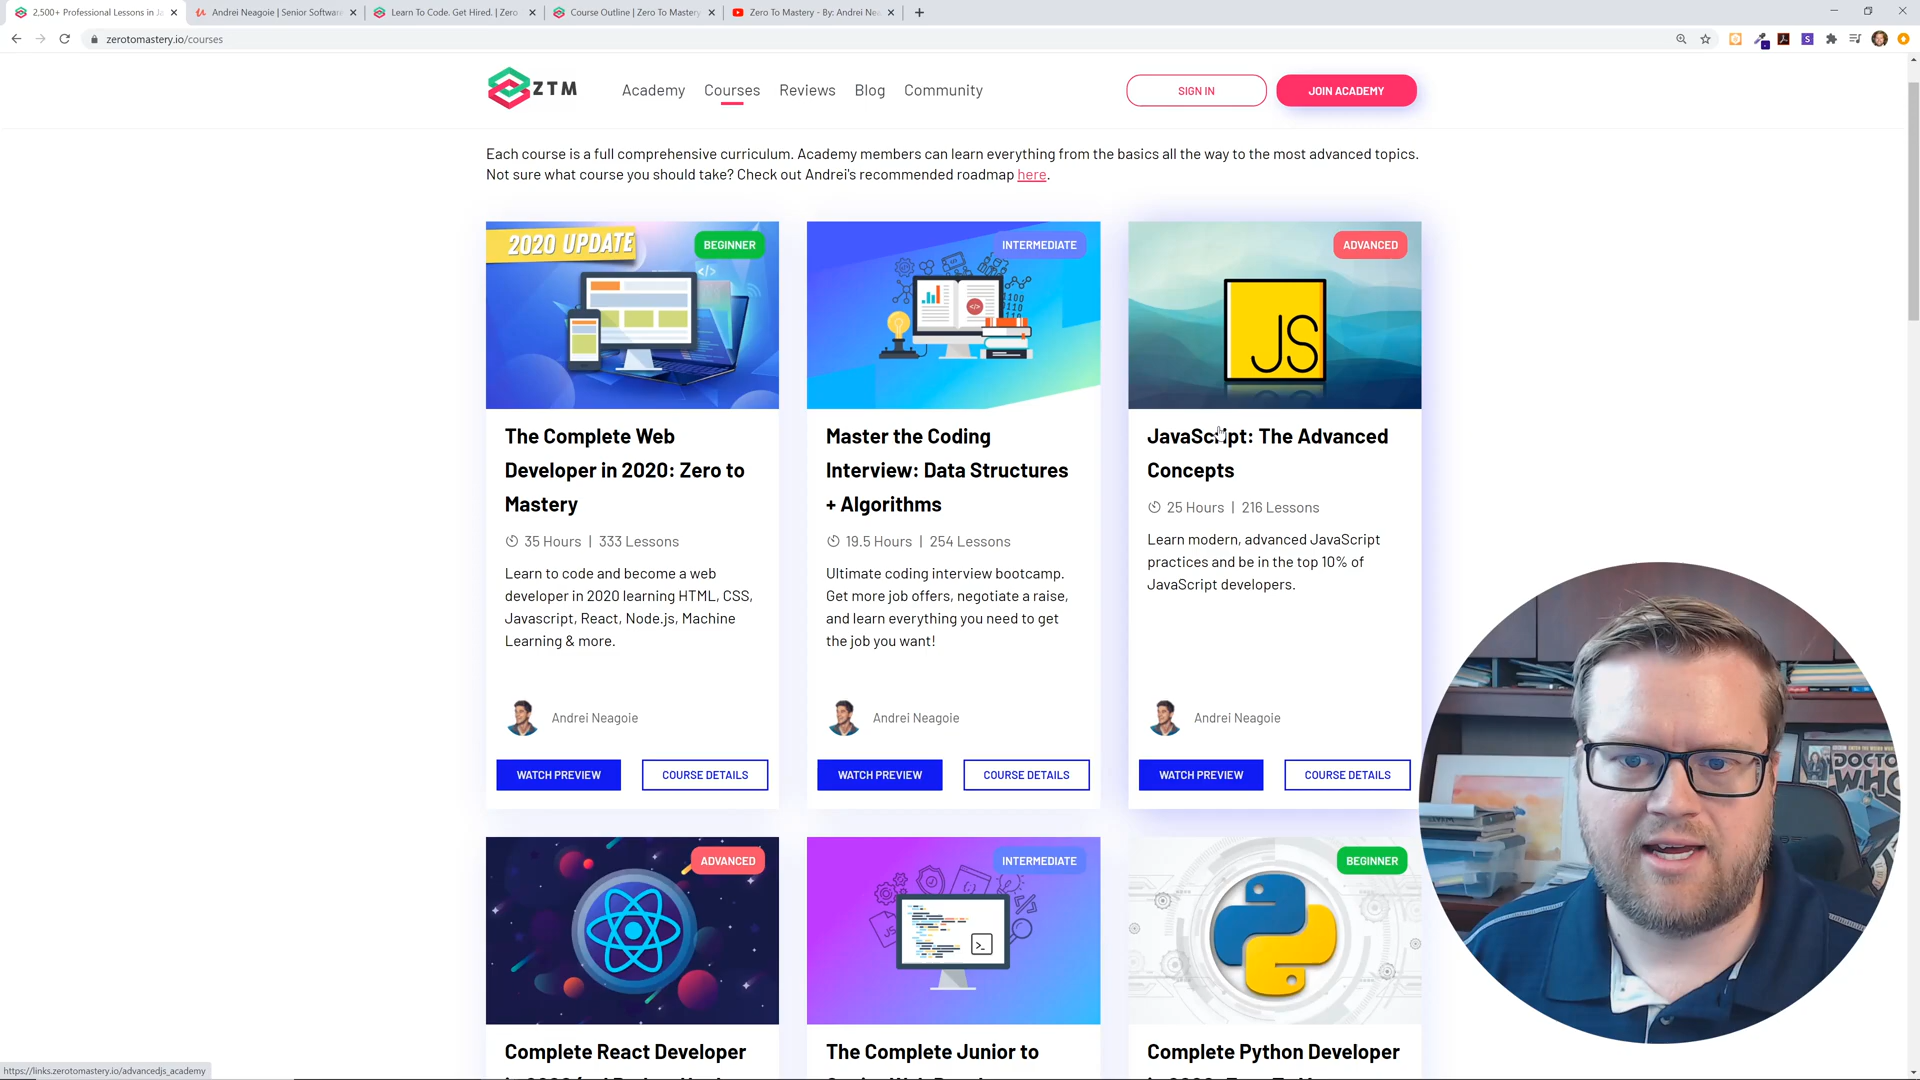 2,500+ Professional Lessons in Ja
Andrei Neagoie | Senior Software
Learn To Code. Get Hired. | Zero
Course Outline | Zero To Mastery
Zero To Mastery - By: Andrei Nea
zerotomastery.io/courses
ZTM
Academy
Courses
Reviews
Blog
Community
SIGN IN
JOIN ACADEMY
Each course is a full comprehensive curriculum. Academy members can learn everything from the basics all the way to the most advanced topics.
Not sure what course you should take? Check out Andrei's recommended roadmap here.
2020 UPDATE
BEGINNER
The Complete Web
Developer in 2020: Zero to
Mastery
35 Hours | 333 Lessons
Learn to code and become a web
developer in 2020 learning HTML, CSS,
Javascript, React, Node.js, Machine
Learning & more.
Andrei Neagoie
WATCH PREVIEW
COURSE DETAILS
INTERMEDIATE
Master the Coding
Interview: Data Structures
+ Algorithms
19.5 Hours | 254 Lessons
Ultimate coding interview bootcamp.
Get more job offers, negotiate a raise,
and learn everything you need to get
the job you want!
Andrei Neagoie
WATCH PREVIEW
COURSE DETAILS
ADVANCED
JS
JavaScript: The Advanced
Concepts
25 Hours | 216 Lessons
Learn modern, advanced JavaScript
practices and be in the top 10% of
JavaScript developers.
Andrei Neagoie
WATCH PREVIEW
COURSE DETAILS
ADVANCED
Complete React Developer
INTERMEDIATE
The Complete Junior to
BEGINNER
Complete Python Developer
DOCTOR
WHO
https://links.zerotomastery.io/advancedjs_academy